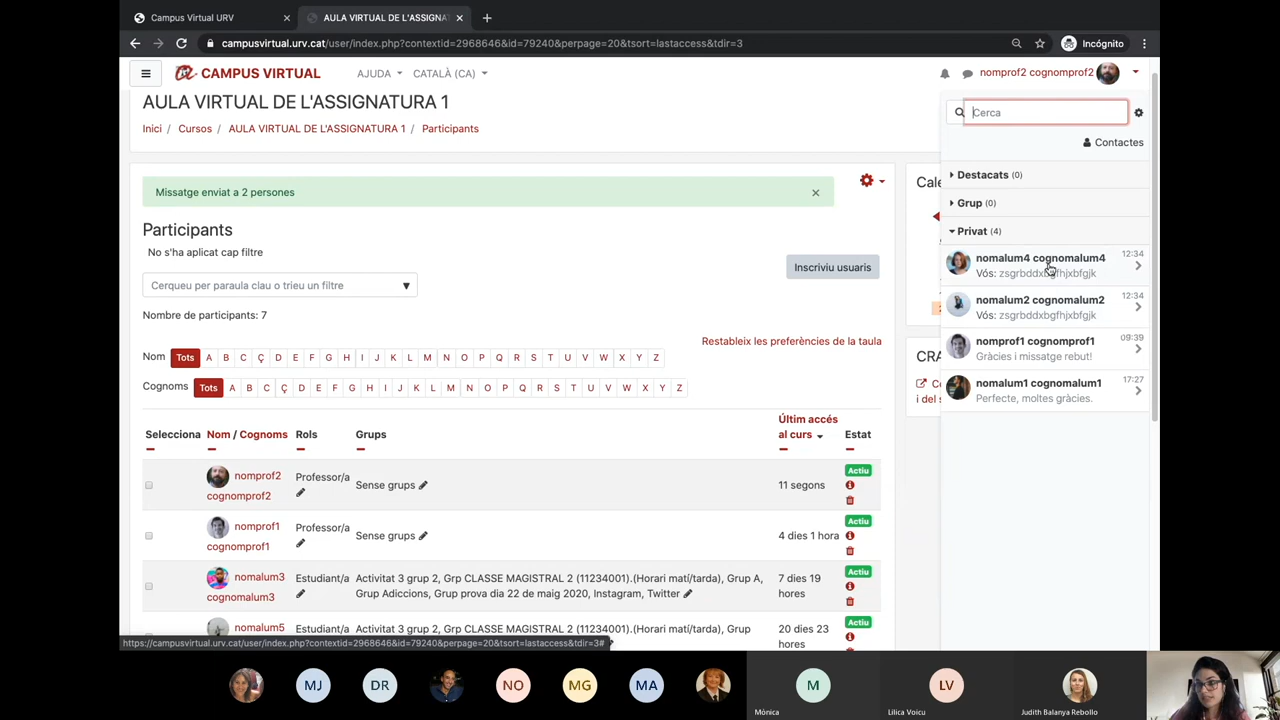 Campus Virtual URV
AULA VIRTUAL DE L'ASSIGNA
campusvirtual.urv.cat/user/index.php?contextid=2968646&id=79240&perpage=20&tsort=lastaccess&tdir=3
Incógnito
CAMPUS VIRTUAL
AJUDA
CATALÀ (CA)
nomprof2 cognomprof2
AULA VIRTUAL DE L'ASSIGNATURA 1
Inici / Cursos / AULA VIRTUAL DE L'ASSIGNATURA 1 / Participants
Missatge enviat a 2 persones
Participants
No s'ha aplicat cap filtre
Inscriviu usuaris
Cerqueu per paraula clau o trieu un filtre
Nombre de participants: 7
Restableix les preferències de la taula
Nom Tots A B C Ç D E F G H I J K L M N O P Q R S T U V W X Y Z
Cognoms Tots A B C Ç D E F G H I J K L M N O P Q R S T U V W X Y Z
Selecciona
Nom / Cognoms
Rols
Grups
Últim accés
al curs
Estat
nomprof2
cognomprof2
Professor/a
Sense grups
11 segons
Actiu
nomprof1
cognomprof1
Professor/a
Sense grups
4 dies 1 hora
Actiu
nomalum3
cognomalum3
Estudiant/a
Activitat 3 grup 2, Grp CLASSE MAGISTRAL 2 (11234001).(Horari matí/tarda), Grup A,
Grup Adiccions, Grup prova dia 22 de maig 2020, Instagram, Twitter
7 dies 19
hores
Actiu
nomalum5
Estudiant/a
Activitat 3 grup 2, Grp CLASSE MAGISTRAL 2 (11234001).(Horari matí/tarda), Grup
20 dies 23
hores
Actiu
https://campusvirtual.urv.cat/user/index.php?contextid=2968646&id=79240&perpage=20&tsort=lastaccess&tdir=3#
Cale
CRA
i del s
Cerca
Contactes
Destacats (0)
Grup (0)
Privat (4)
nomalum4 cognomalum4
12:34
Vós: zsgrbddxbgfhjxbfgjk
nomalum2 cognomalum2
12:34
Vós: zsgrbddxbgfhjxbfgjk
nomprof1 cognomprof1
09:39
Gràcies i missatge rebut!
nomalum1 cognomalum1
17:27
Perfecte, moltes gràcies.
MJ
DR
NO
MG
MA
M
Mònica
LV
Lilica Voicu
Judith Balanya Rebollo